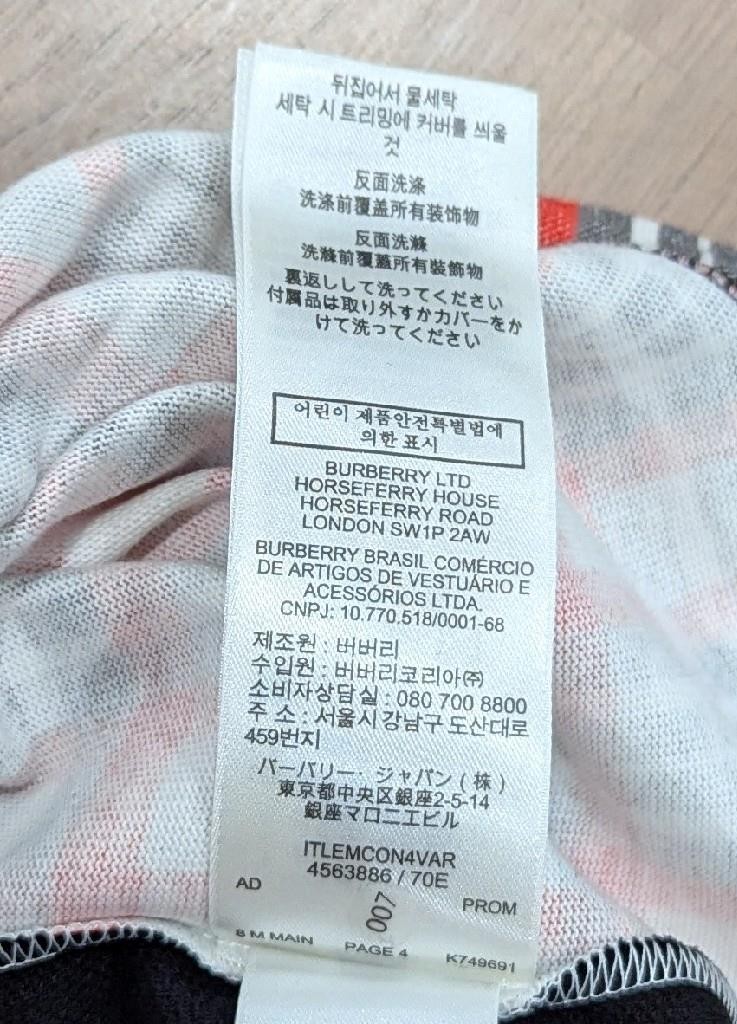 뒤집어서 물세탁
세탁 시 트리밍에 커버를 씌울
것
反面洗涤
洗涤前覆盖所有装饰物
反面洗滌
洗滌前覆蓋所有裝飾物
裏返しして洗ってください
付属品は取り外すかカバーをか
けて洗ってください
어린이 제품안전특별법에
의한 표시
BURBERRY LTD
HORSEFERRY HOUSE
HORSEFERRY ROAD
LONDON SW1P 2AW
BURBERRY BRASIL COMÉRCIO
DE ARTIGOS DE VESTUÁRIO E
ACESSÓRIOS LTDA.
CNPJ: 10.770.518/0001-68
제조원 : 버버리
수입원 : 버버리코리아㈜
소비자상담실 : 080 700 8800
주 소 : 서울시 강남구 도산대로
459번지
バーバリー・ジャパン(株)
東京都中央区銀座2-5-14
銀座マロニエビル
ITLEMCON4VAR
4563886 / 70E
AD
007
PROM
8 M MAIN PAGE 4 K749691